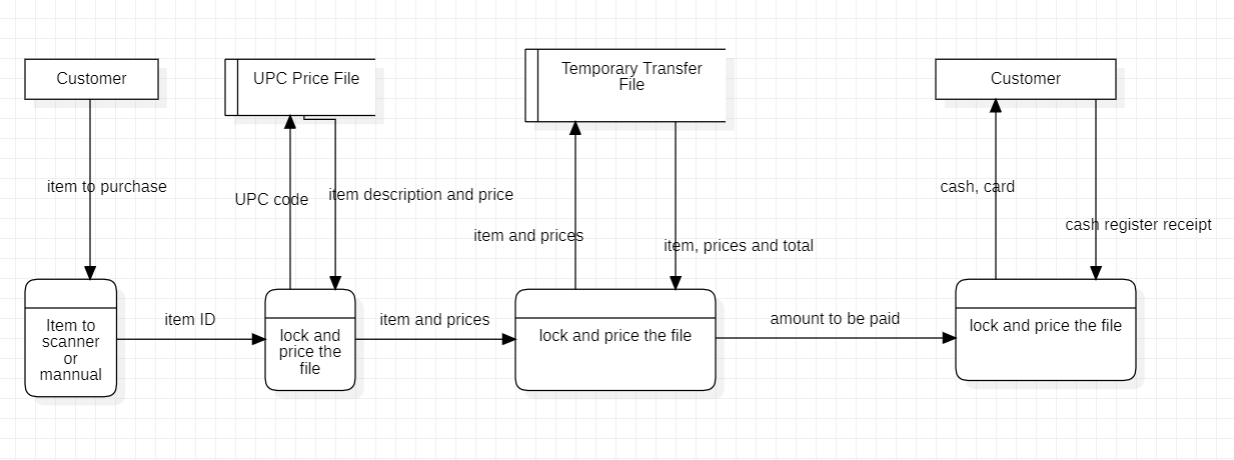 Customer
UPC Price File
Temporary Transfer
File
Customer
item to purchase
UPC code
item description and price
item and prices
item, prices and total
cash, card
cash register receipt
Item to
scanner
or
mannual
item ID
lock and
price the
file
item and prices
lock and price the file
amount to be paid
lock and price the file